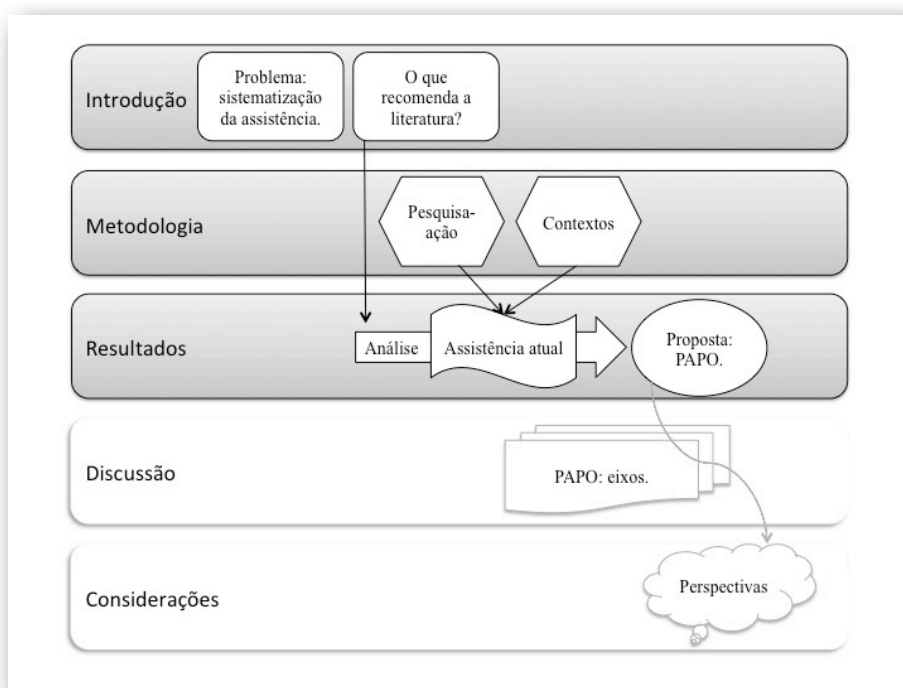 Introdução
Problema:
sistematização
da assistência.
O que
recomenda a
literatura?
Metodologia
Pesquisa-
ação
Contextos
Resultados
Análise
Assistência atual
Proposta:
PAPO.
Discussão
PAPO: eixos.
Considerações
Perspectivas